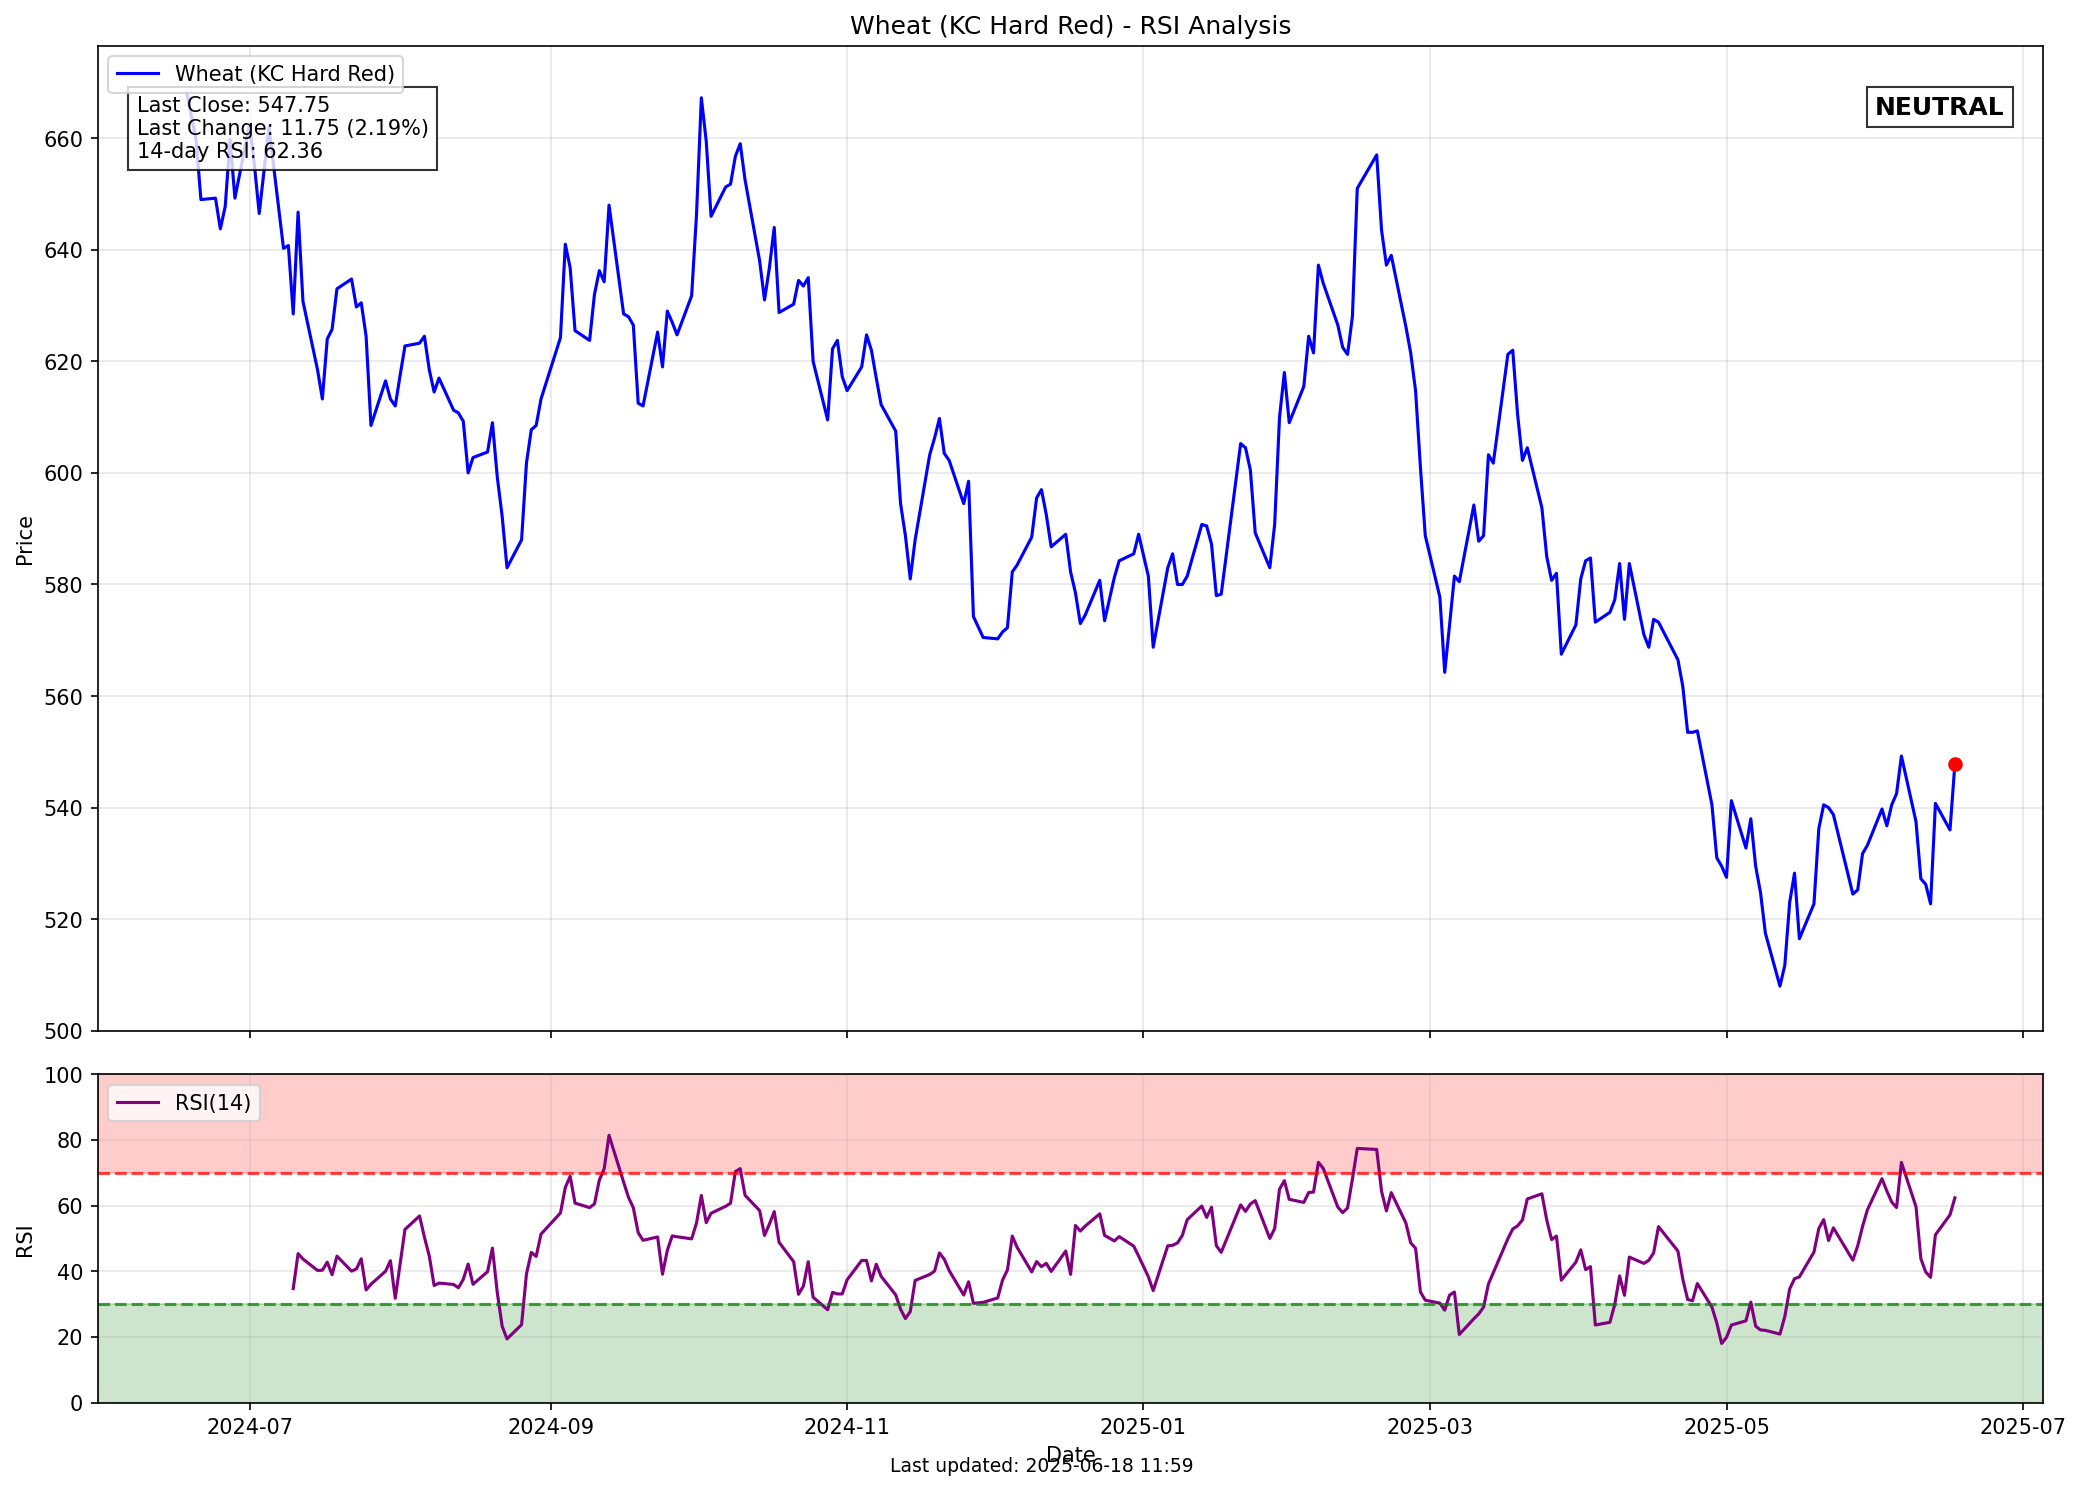 Wheat (KC Hard Red) - RSI Analysis
Wheat (KC Hard Red)
Last Close: 547.75
Last Change: 11.75 (2.19%)
14-day RSI: 62.36
NEUTRAL
Price
660
640
620
600
580
560
540
520
500
RSI(14)
RSI
100
80
60
40
20
0
2024-07
2024-09
2024-11
2025-01
2025-03
2025-05
2025-07
Date
Last updated: 2025-06-18 11:59